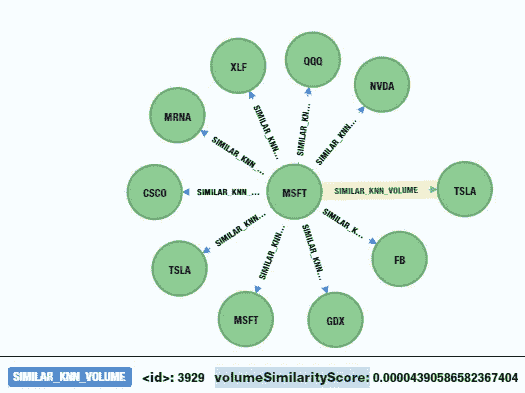 XLF
QQQ
NVDA
MRNA
SIMILAR_KNN...
SIMILAR_KN...
SIMILAR_KNN...
SIMILAR_KNN_...
CSCO
SIMILAR_KNN_...
MSFT
SIMILAR_KNN_VOLUME
TSLA
SIMILAR_KNN...
SIMILAR_KNN...
SIMILAR_KNN...
SIMILAR_K...
TSLA
FB
MSFT
GDX
SIMILAR_KNN_VOLUME <id>: 3929 volumeSimilarityScore: 0.00004390586582367404